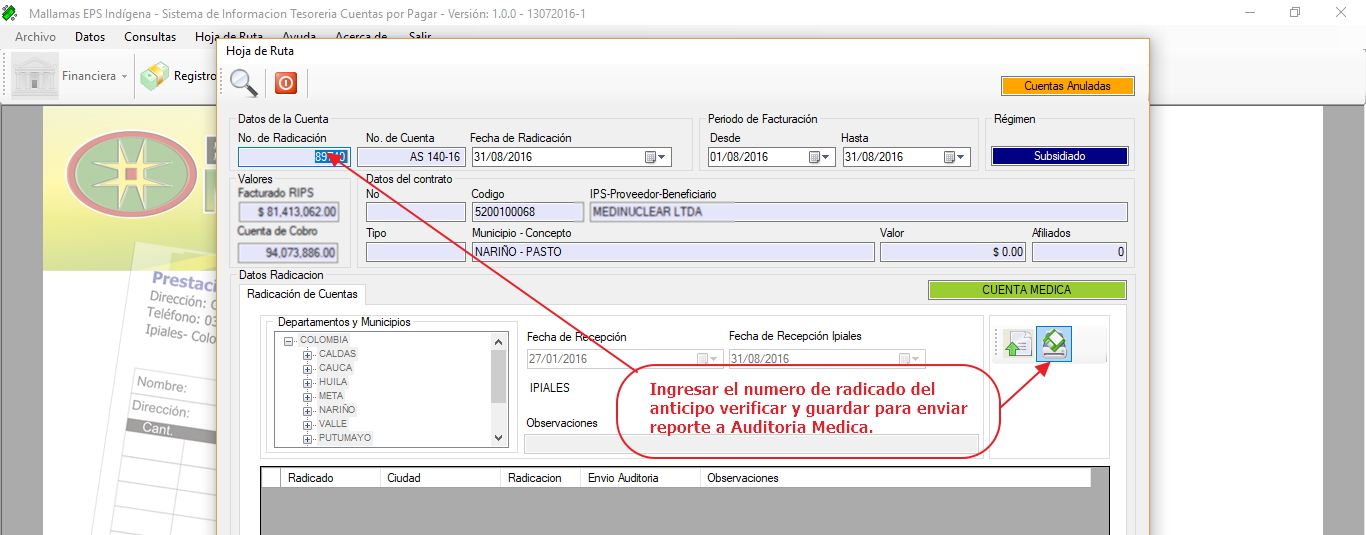 Mallamas EPS Indígena - Sistema de Informacion Tesoreria Cuentas por Pagar - Versión: 1.0.0 - 13072016-1
Archivo Datos Consultas Hoja de Ruta Ayuda Acerca de Salir
Hoja de Ruta
Financiera Registro
Cuentas Anuladas
Datos de la Cuenta Periodo de Facturación Régimen
No. de Radicación No. de Cuenta Fecha de Radicación Desde Hasta
AS 140-16 31/08/2016 01/08/2016 31/08/2016 Subsidiado
Valores Datos del contrato
Facturado RIPS No Codigo IPS-Proveedor-Beneficiario
$ 81,413,062.00 5200100068 MEDINUCLEAR LTDA
Cuenta de Cobro Tipo Municipio - Concepto Valor Afiliados
94,073,886.00 NARIÑO - PASTO $ 0.00 0
Datos Radicacion
Radicación de Cuentas CUENTA MEDICA
Departamentos y Municipios
COLOMBIA
CALDAS
CAUCA
HUILA
META
NARIÑO
VALLE
PUTUMAYO
Fecha de Recepción Fecha de Recepción Ipiales
27/01/2016 31/08/2016
IPIALES
Observaciones
Ingresar el numero de radicado del
anticipo verificar y guardar para enviar
reporte a Auditoria Medica.
Radicado Ciudad Radicacion Envio Auditoria Observaciones
Prestaci
Dirección: C
Teléfono: 03
Ipiales- Colo
Nombre:
Dirección:
Cant.